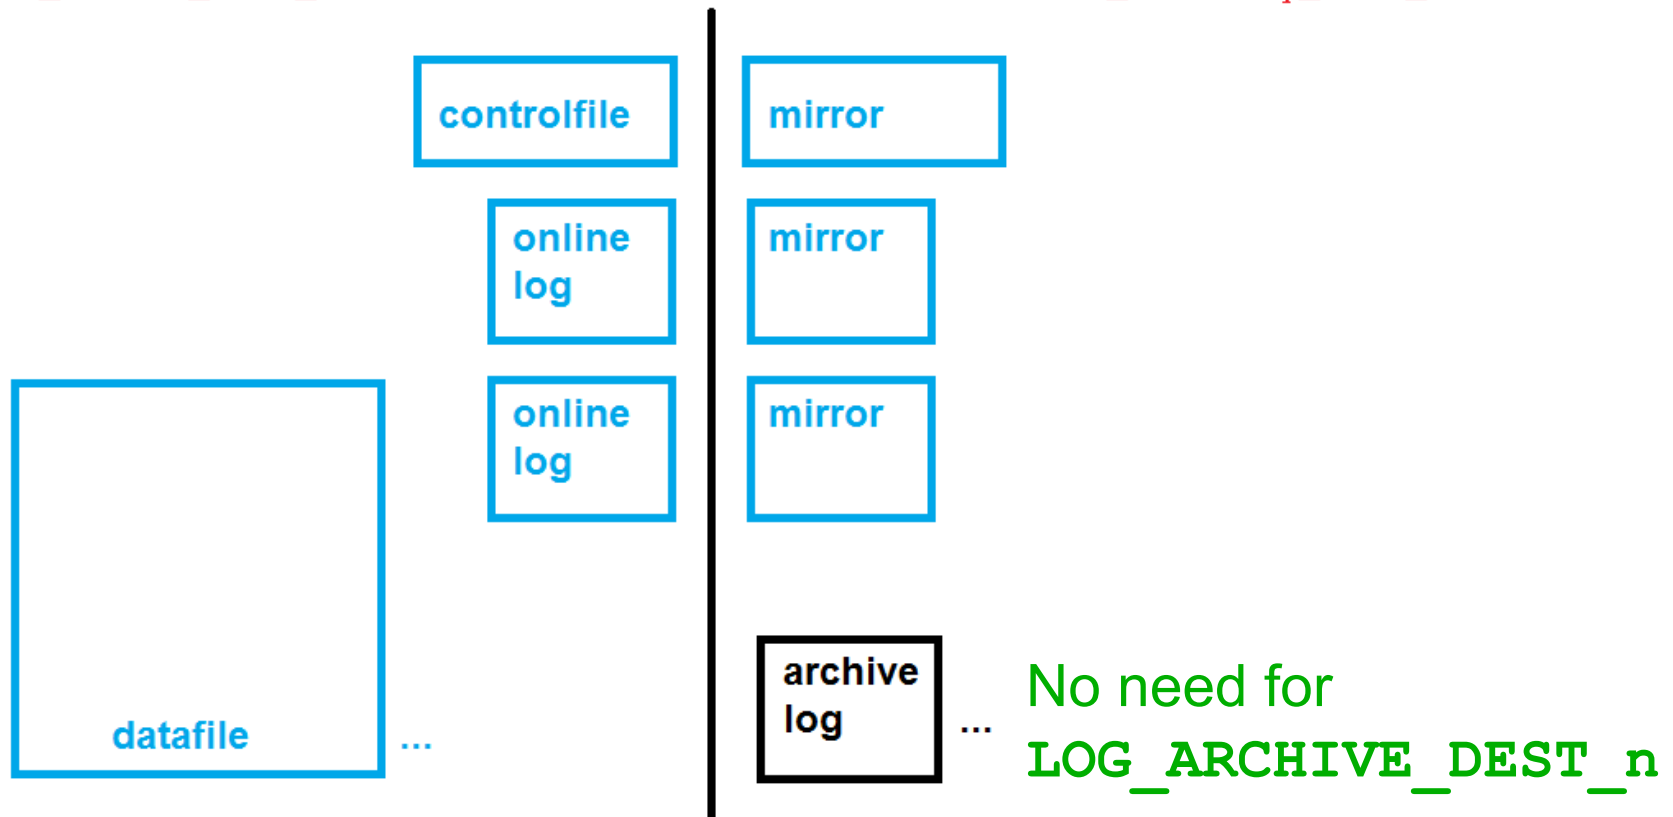 controlfile
mirror
online
log
mirror
online
log
mirror
datafile
...
archive
log
...
No need for
LOG_ARCHIVE_DEST_n